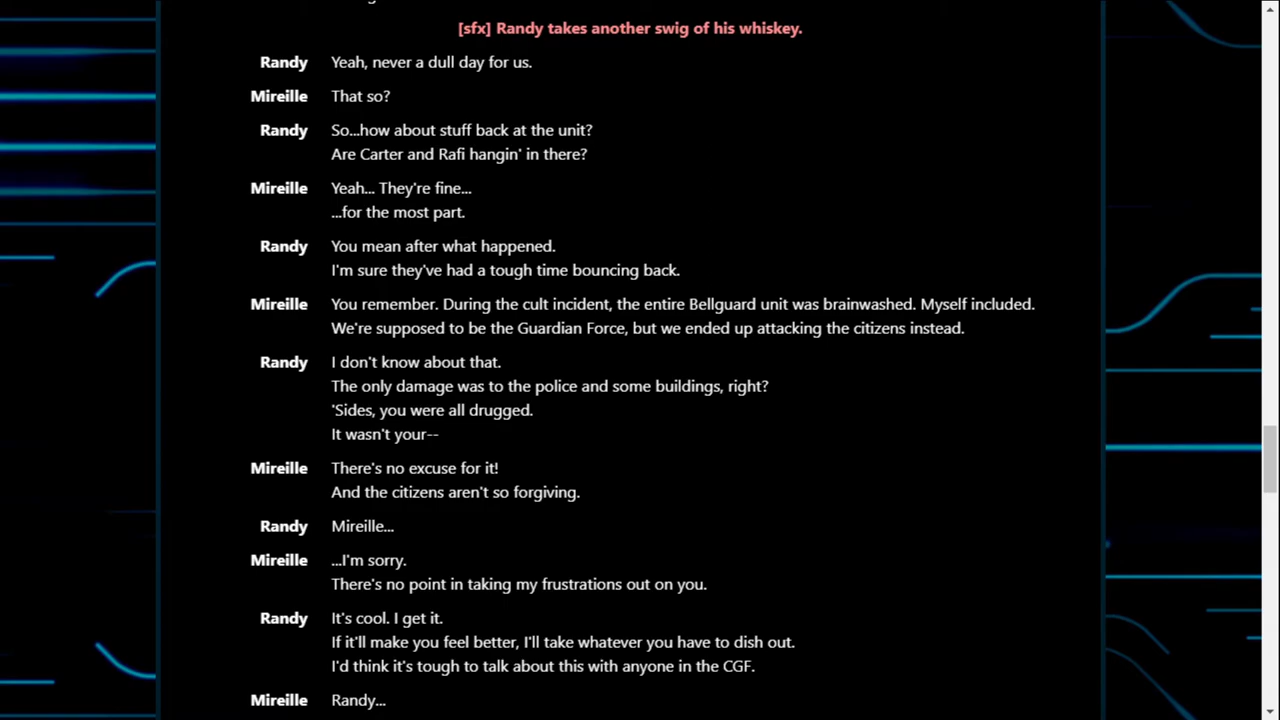 [sfx] Randy takes another swig of his whiskey.
Randy Yeah, never a dull day for us.
Mireille That so?
Randy So...how about stuff back at the unit?
Are Carter and Rafi hangin' in there?
Mireille Yeah... They're fine...
...for the most part.
Randy You mean after what happened.
I'm sure they've had a tough time bouncing back.
Mireille You remember. During the cult incident, the entire Bellguard unit was brainwashed. Myself included.
We're supposed to be the Guardian Force, but we ended up attacking the citizens instead.
Randy I don't know about that.
The only damage was to the police and some buildings, right?
'Sides, you were all drugged.
It wasn't your--
Mireille There's no excuse for it!
And the citizens aren't so forgiving.
Randy Mireille...
Mireille ...I'm sorry.
There's no point in taking my frustrations out on you.
Randy It's cool. I get it.
If it'll make you feel better, I'll take whatever you have to dish out.
I'd think it's tough to talk about this with anyone in the CGF.
Mireille Randy...